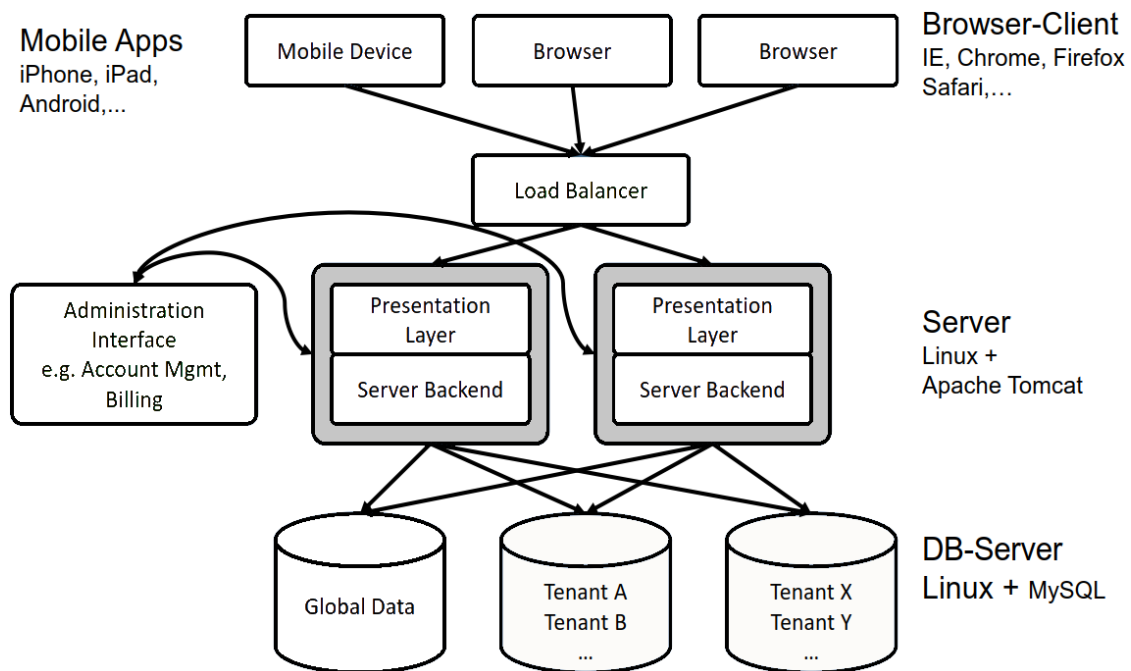 Mobile Apps
iPhone, iPad,
Android,...
Mobile Device
Browser
Browser
Browser-Client
IE, Chrome, Firefox
Safari,…
Load Balancer
Administration
Interface
e.g. Account Mgmt,
Billing
Presentation
Layer
Server Backend
Presentation
Layer
Server Backend
Server
Linux +
Apache Tomcat
Global Data
Tenant A
Tenant B
...
Tenant X
Tenant Y
...
DB-Server
Linux + MySQL